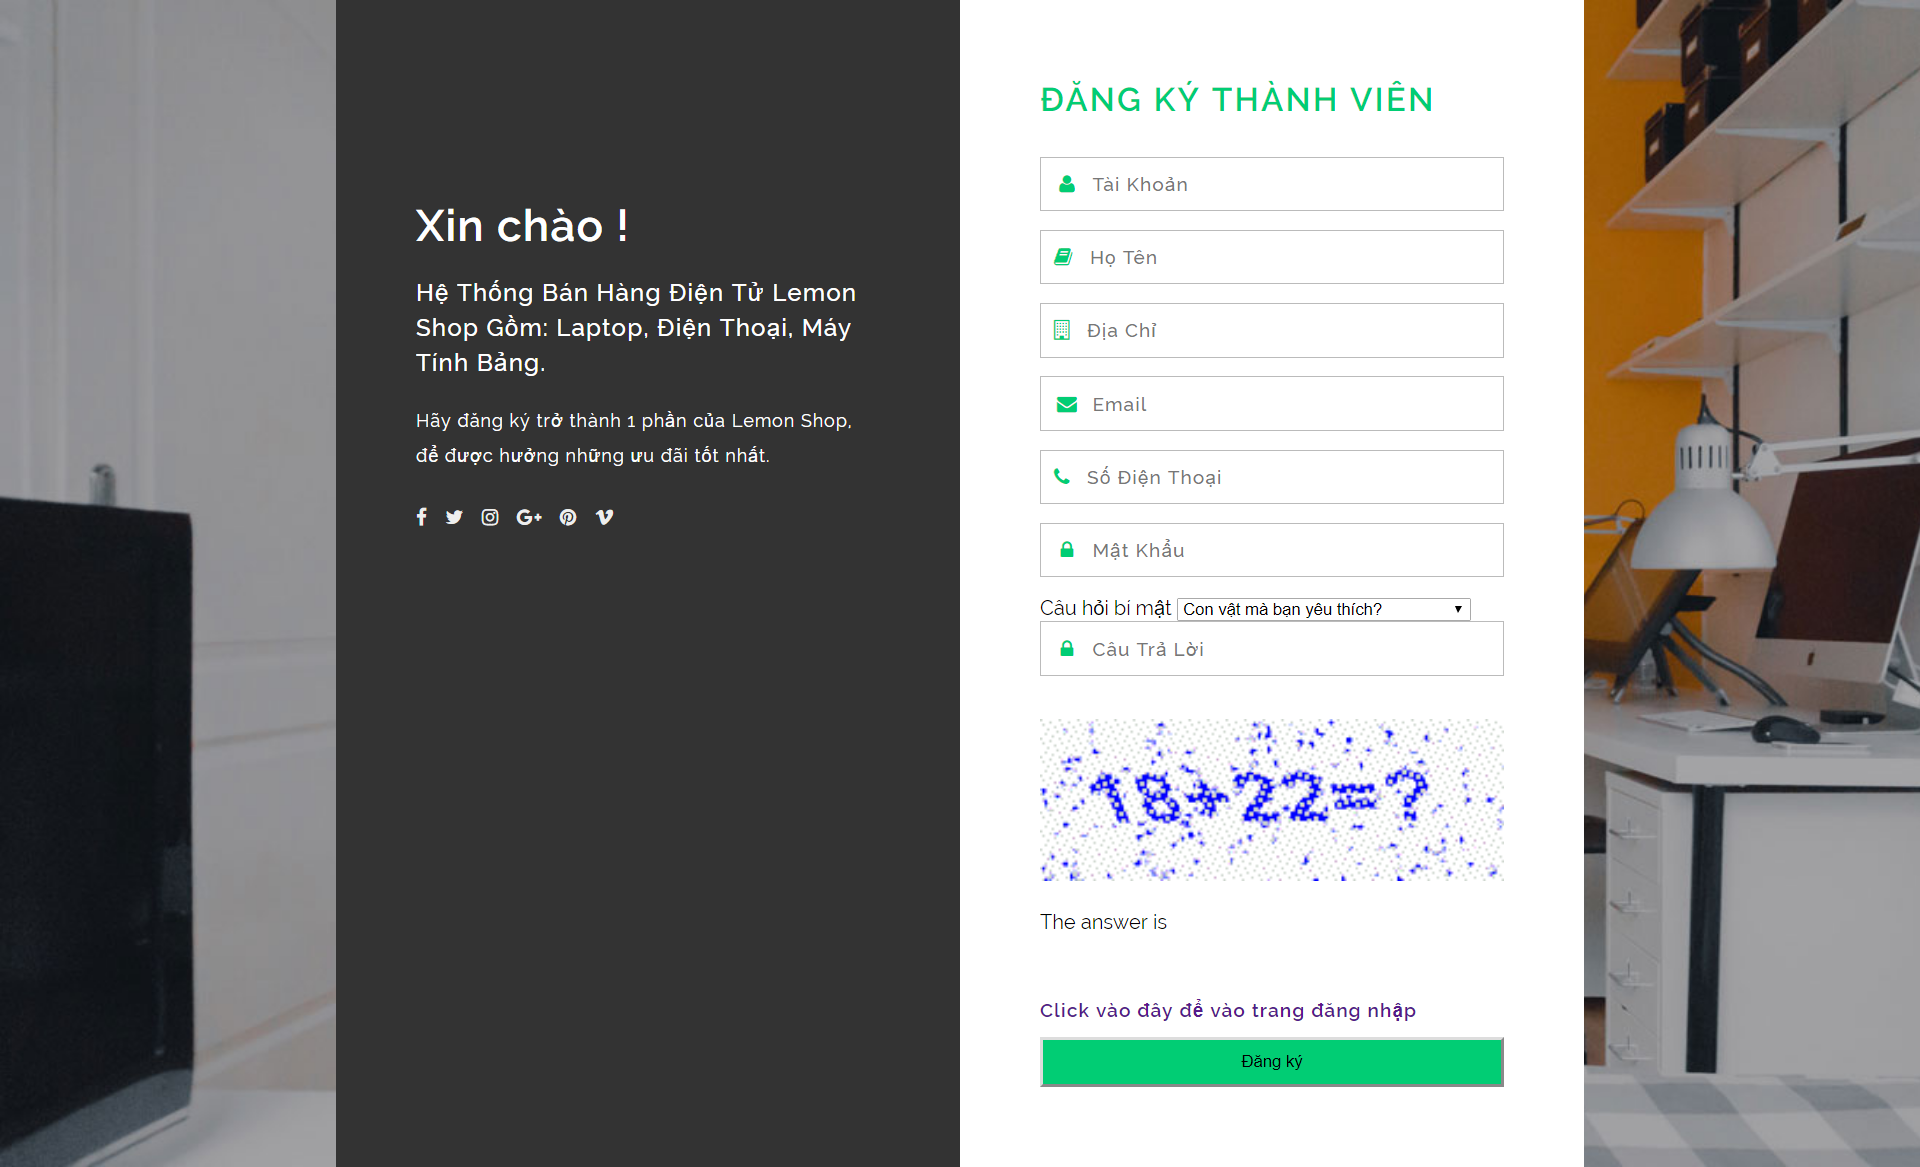 Xin chào !
Hệ Thống Bán Hàng Điện Tử Lemon
Shop Gồm: Laptop, Điện Thoại, Máy
Tính Bảng.
Hãy đăng ký trở thành 1 phần của Lemon Shop,
để được hưởng những ưu đãi tốt nhất.
ĐĂNG KÝ THÀNH VIÊN
Tài Khoản
Họ Tên
Địa Chỉ
Email
Số Điện Thoại
Mật Khẩu
Câu hỏi bí mật Con vật mà bạn yêu thích?
Câu Trả Lời
18+22=?
The answer is
Click vào đây để vào trang đăng nhập
Đăng ký